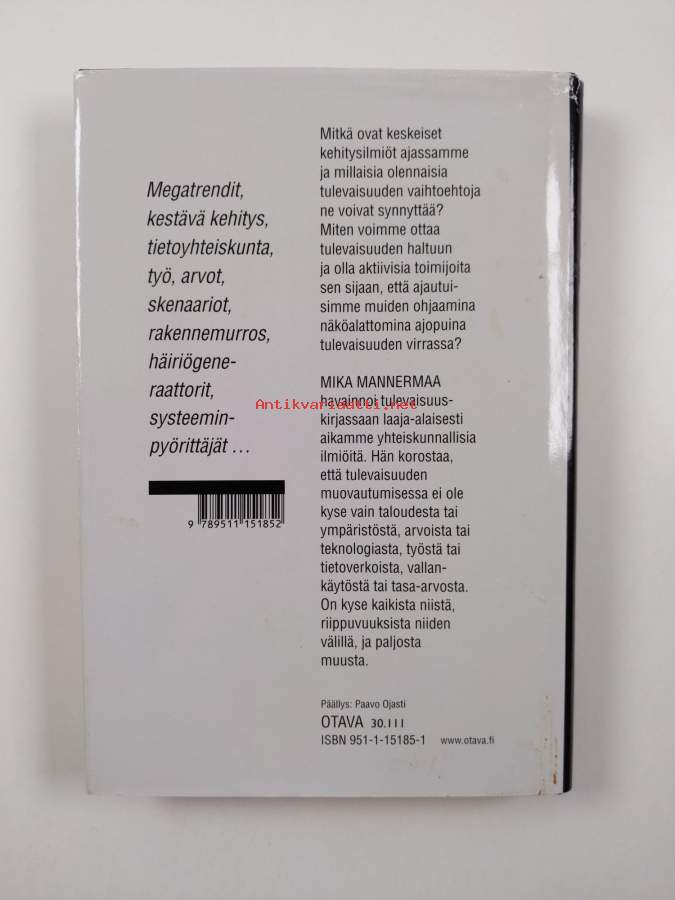 Megatrendit,
kestävä kehitys,
tietoyhteiskunta,
työ, arvot,
skenaariot,
rakennemurros,
häiriögene-
raattorit,
systeemin-
pyörittäjät ...
9 789511 151852
Mitkä ovat keskeiset
kehitysilmiöt ajassamme
ja millaisia olennaisia
tulevaisuuden vaihtoehtoja
ne voivat synnyttää?
Miten voimme ottaa
tulevaisuuden haltuun
ja olla aktiivisia toimijoita
sen sijaan, että ajautui-
simme muiden ohjaamina
näköalattomina ajopuina
tulevaisuuden virrassa?
MIKA MANNERMAA
havainnoi tulevaisuus-
kirjassaan laaja-alaisesti
aikamme yhteiskunnallisia
ilmiöitä. Hän korostaa,
että tulevaisuuden
muovautumisessa ei ole
kyse vain taloudesta tai
ympäristöstä, arvoista tai
teknologiasta, työstä tai
tietoverkoista, vallan-
käytöstä tai tasa-arvosta.
On kyse kaikista niistä,
riippuvuuksista niiden
välillä, ja paljosta
muusta.
Päällys: Paavo Ojasti
OTAVA 30.111
ISBN 951-1-15185-1 www.otava.fi
Antikvariaatti.net